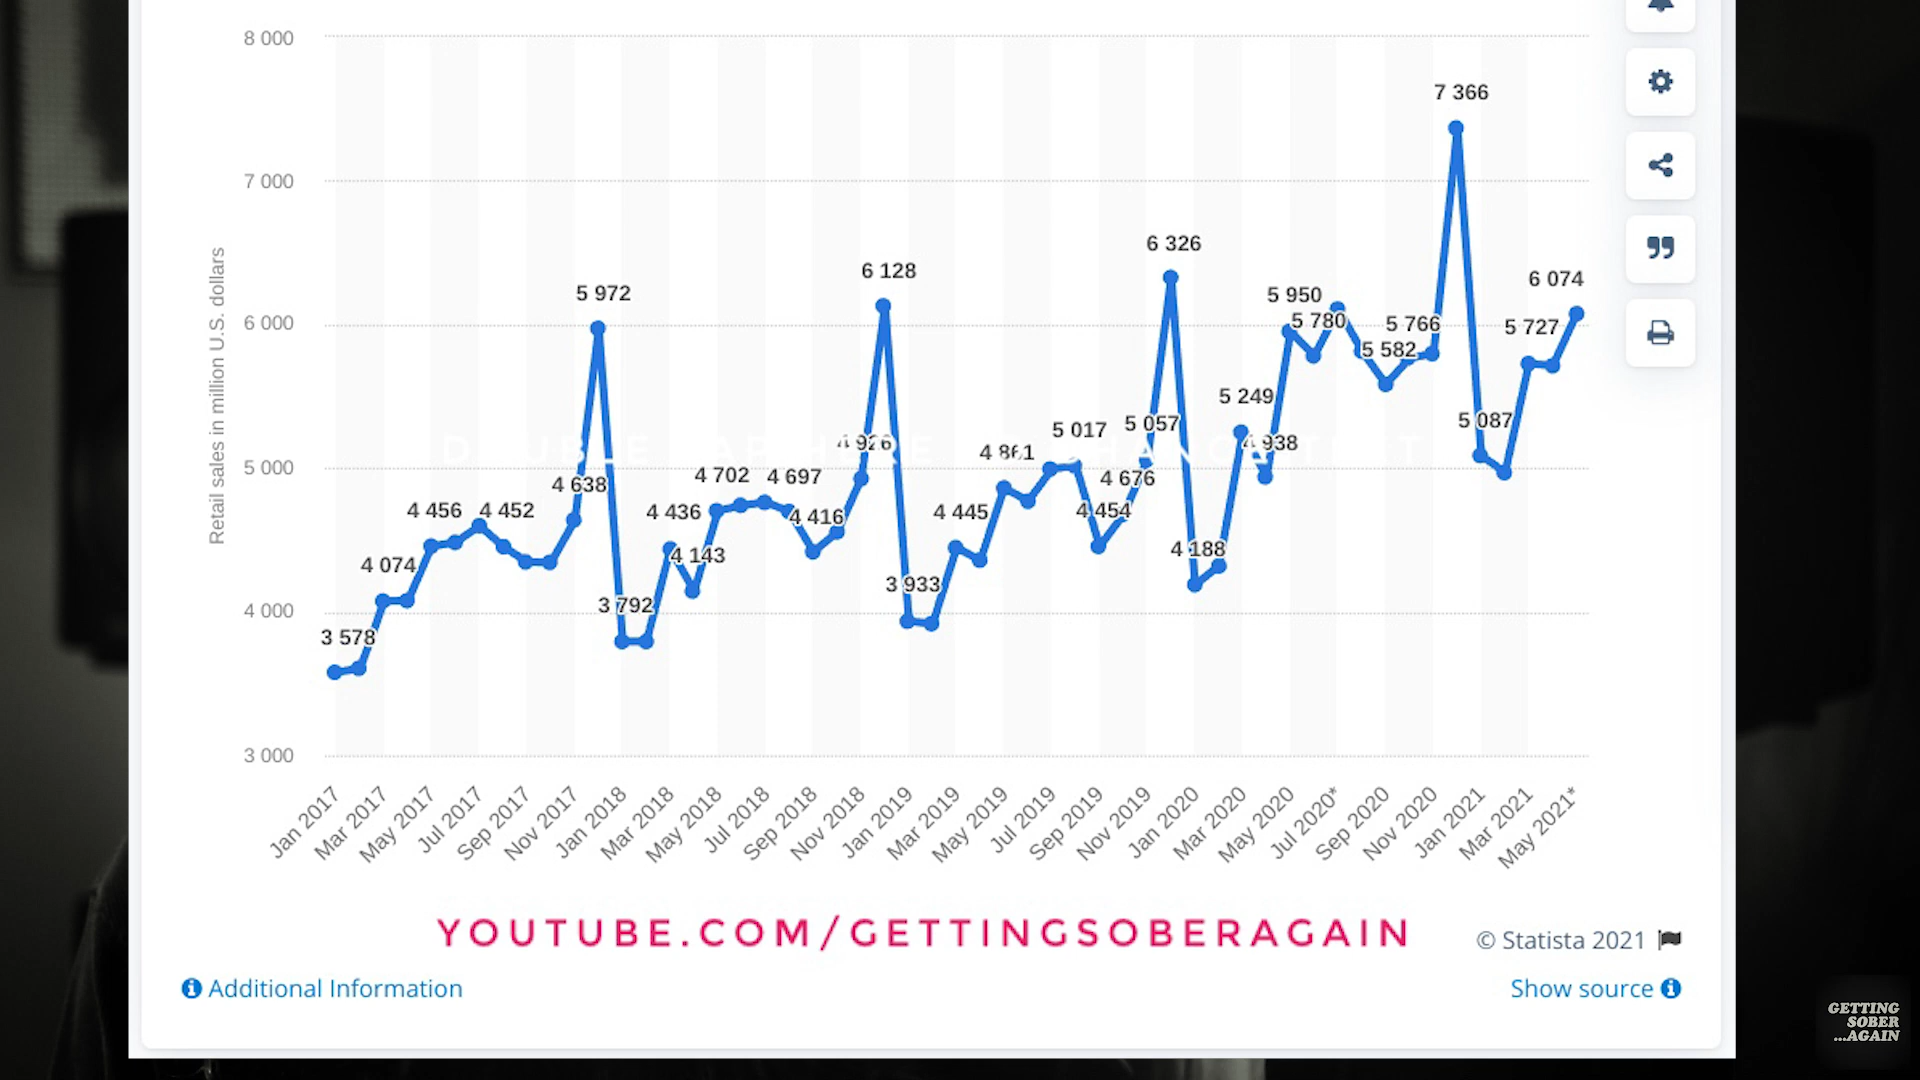 8 000
7 000
6 000
5 000
4 000
3 000
Retail sales in million U.S. dollars
3 578
4 074
4 456
4 452
4 638
5 972
3 792
4 436
4 143
4 702
4 697
4 416
4 926
6 128
3 933
4 445
4 861
5 017
4 454
4 676
5 057
6 326
4 188
5 249
4 938
5 950
5 780
5 582
5 766
7 366
5 087
5 727
6 074
Jan 2017
Mar 2017
May 2017
Jul 2017
Sep 2017
Nov 2017
Jan 2018
Mar 2018
May 2018
Jul 2018
Sep 2018
Nov 2018
Jan 2019
Mar 2019
May 2019
Jul 2019
Sep 2019
Nov 2019
Jan 2020
Mar 2020
May 2020
Jul 2020*
Sep 2020
Nov 2020
Jan 2021
Mar 2021
May 2021*
YOUTUBE.COM/GETTINGSOBERAGAIN
© Statista 2021
Additional Information
Show source
GETTING
SOBER
...AGAIN